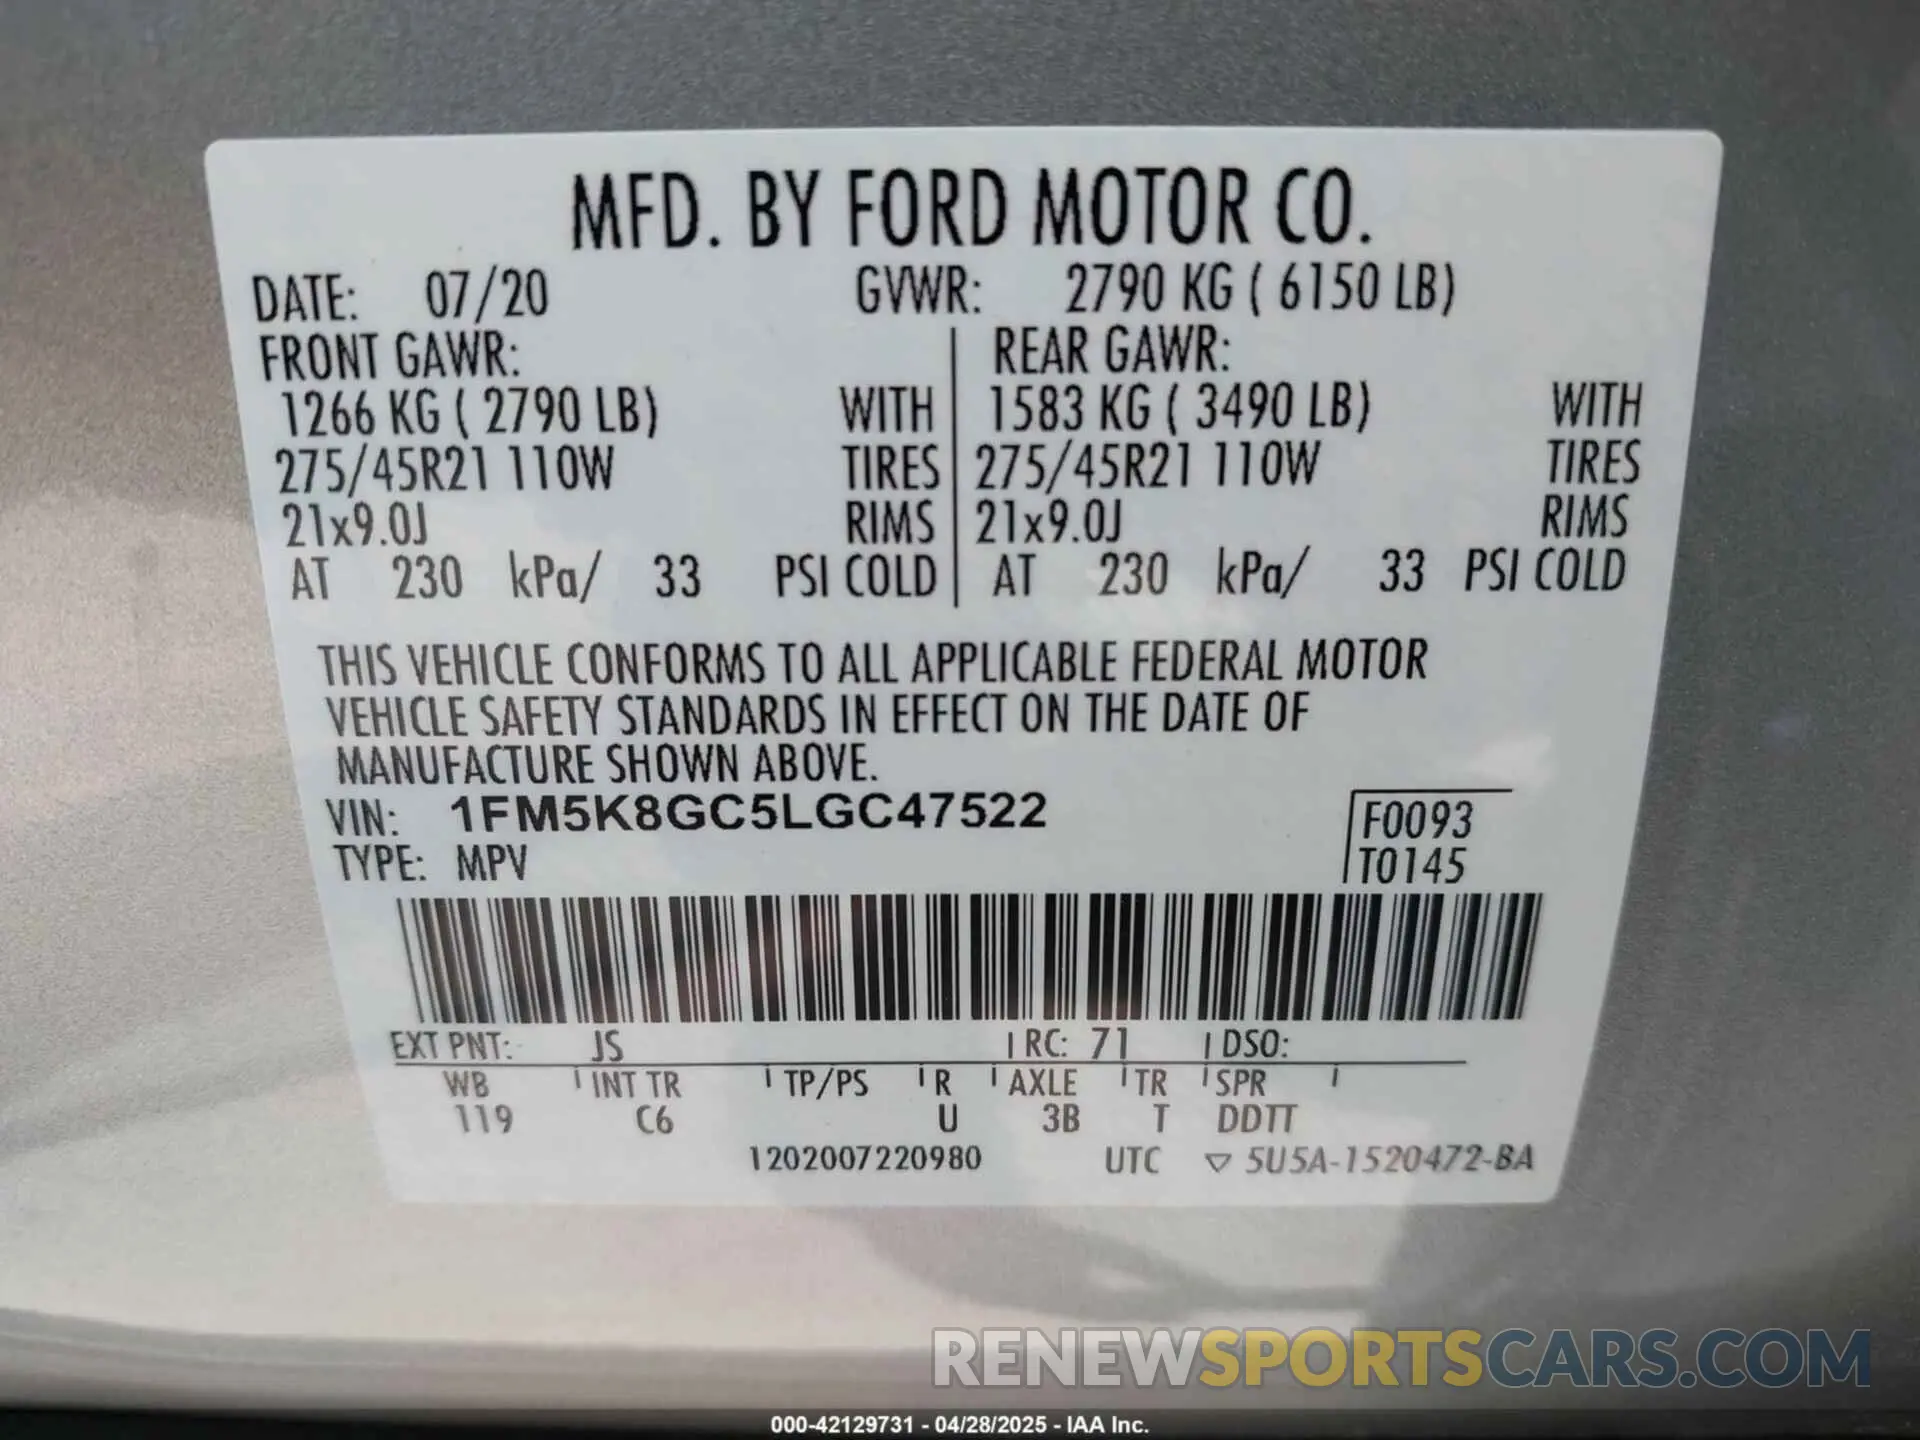 MFD. BY FORD MOTOR CO.
DATE: 07/20 GVWR: 2790 KG ( 6150 LB)
FRONT GAWR: REAR GAWR:
1266 KG ( 2790 LB) WITH 1583 KG ( 3490 LB) WITH
275/45R21 110W TIRES 275/45R21 110W TIRES
21x9.0J RIMS 21x9.0J RIMS
AT 230 kPa/ 33 PSI COLD AT 230 kPa/ 33 PSI COLD
THIS VEHICLE CONFORMS TO ALL APPLICABLE FEDERAL MOTOR
VEHICLE SAFETY STANDARDS IN EFFECT ON THE DATE OF
MANUFACTURE SHOWN ABOVE.
VIN: 1FM5K8GC5LGC47522 F0093
TYPE: MPV T0145
EXT PNT: JS RC: 71 DSO:
WB INT TR TP/PS R AXLE TR SPR
119 C6 U 3B T DDTT
1202007220980 UTC ▽ 5U5A-1520472-BA
RENEWSPORTSCARS.COM
000-42129731 - 04/28/2025 - IAA Inc.